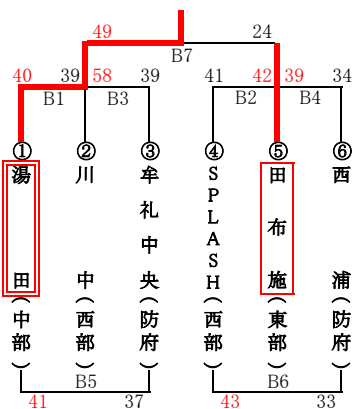 49 24
B7
40 39 58 39 41 42 39 34
B1 B3 B2 B4
① ② ③ ④ ⑤ ⑥
湯田(中部)
川中(西部)
牟礼中央(防府)
SPLASH(西部)
田布施(東部)
西浦(防府)
B5 B6
41 37 43 33